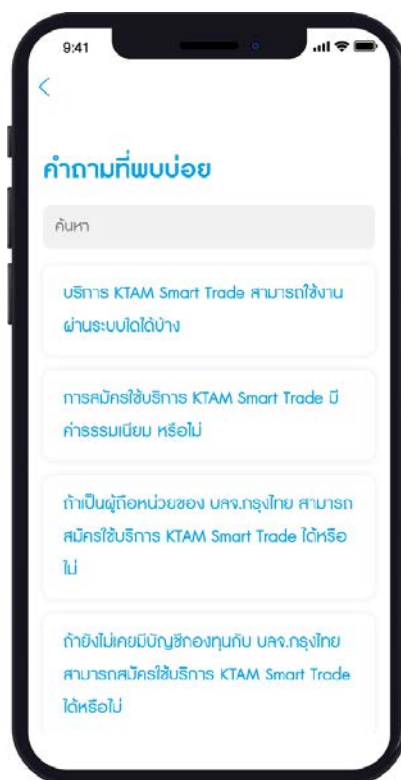 9:41
คำถามที่พบบ่อย
ค้นหา
บริการ KTAM Smart Trade สามารถใช้งาน
ผ่านระบบใดได้บ้าง
การสมัครใช้บริการ KTAM Smart Trade มี
ค่าธรรมเนียม หรือไม่
ถ้าเป็นผู้ถือหน่วยของ บลจ.กรุงไทย สามารถ
สมัครใช้บริการ KTAM Smart Trade ได้หรือ
ไม่
ถ้ายังไม่เคยมีบัญชีกองทุนกับ บลจ.กรุงไทย
สามารถสมัครใช้บริการ KTAM Smart Trade
ได้หรือไม่